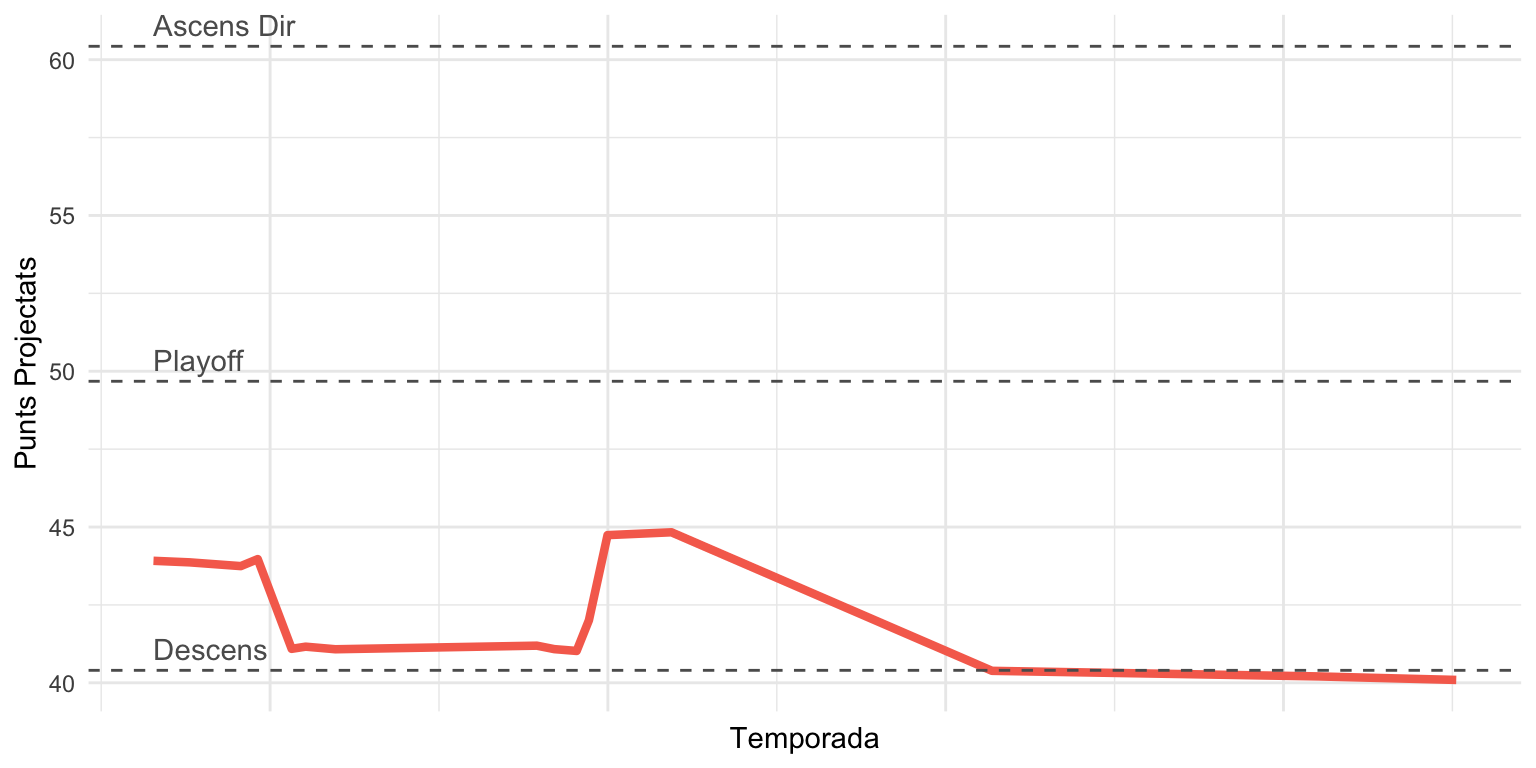 Ascens Dir
60
55
Playoff
50
45
Descens
40
Punts Projectats
Temporada